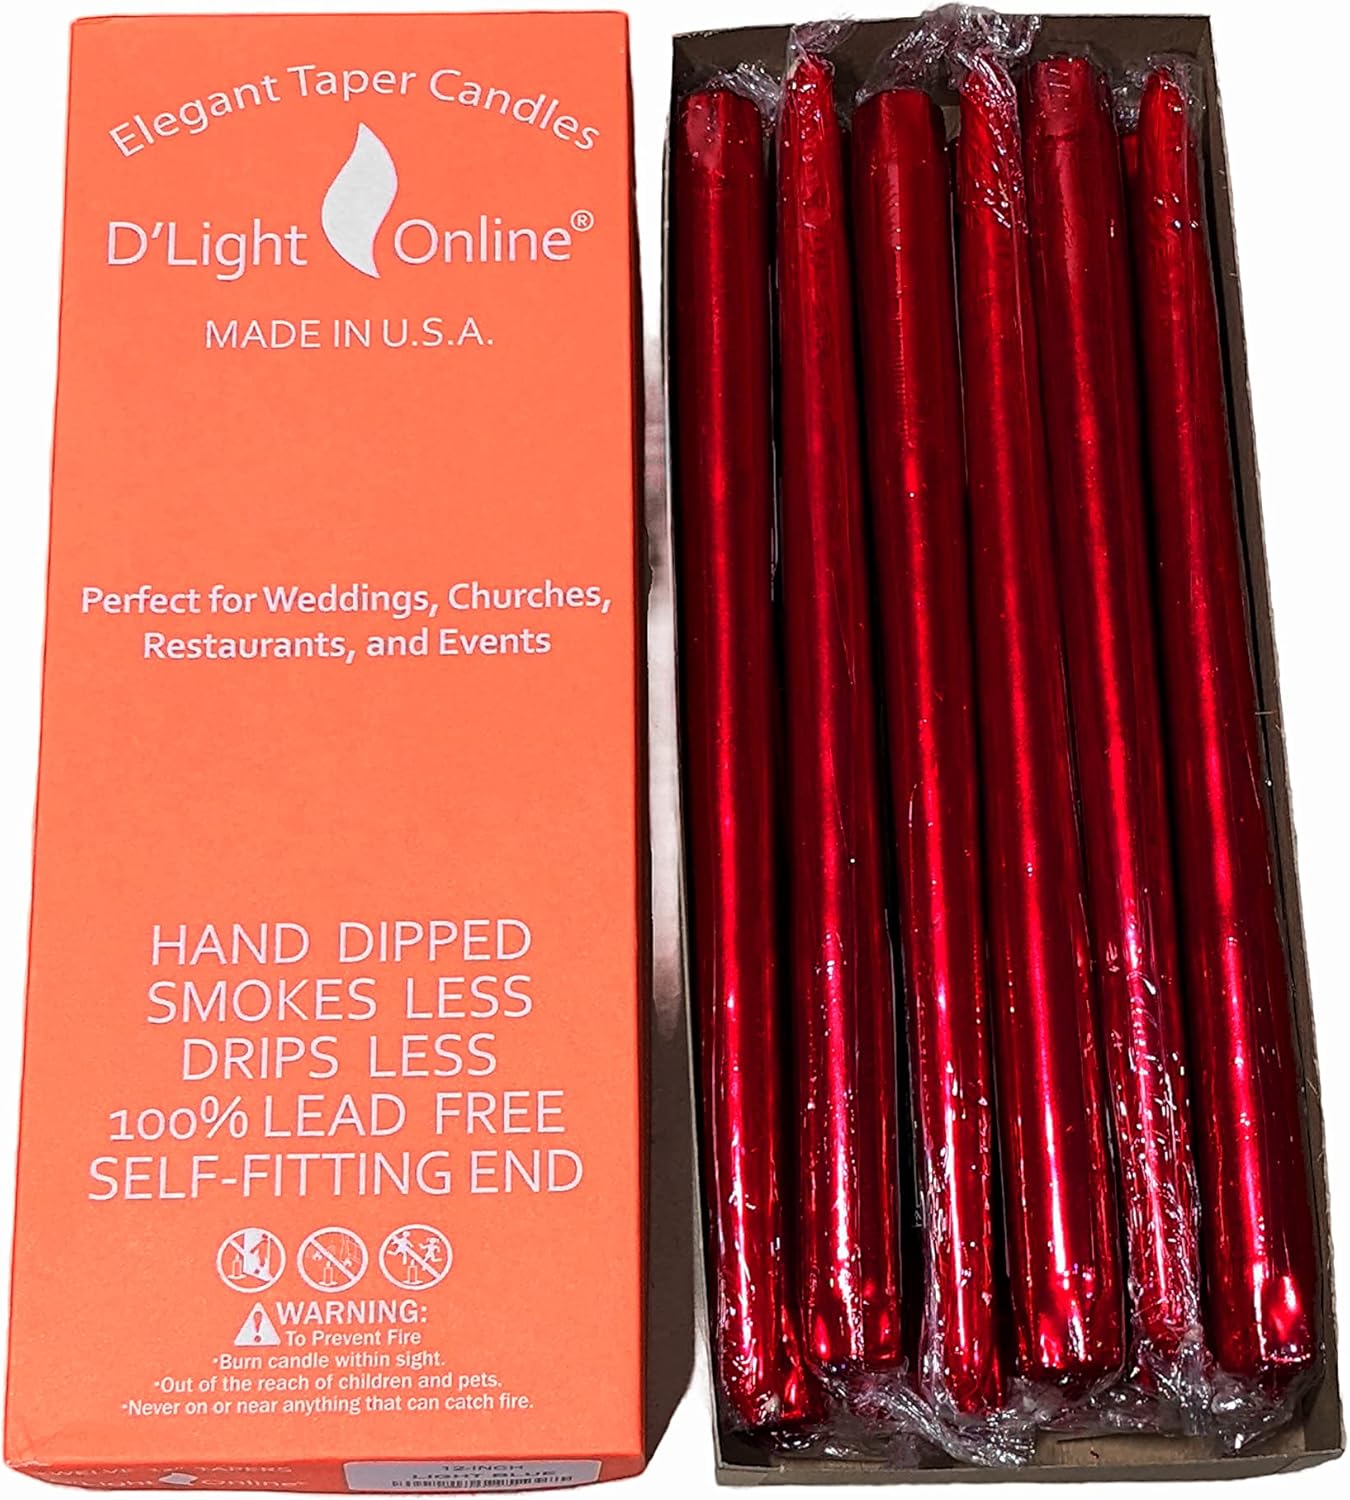 Elegant Taper Candles
D'Light Online®
MADE IN U.S.A.
Perfect for Weddings, Churches,
Restaurants, and Events
HAND DIPPED
SMOKES LESS
DRIPS LESS
100% LEAD FREE
SELF-FITTING END
WARNING:
To Prevent Fire
•Burn candle within sight.
•Out of the reach of children and pets.
•Never on or near anything that can catch fire.
TAPERS
Online®
12-INCH
LIGHT BLUE